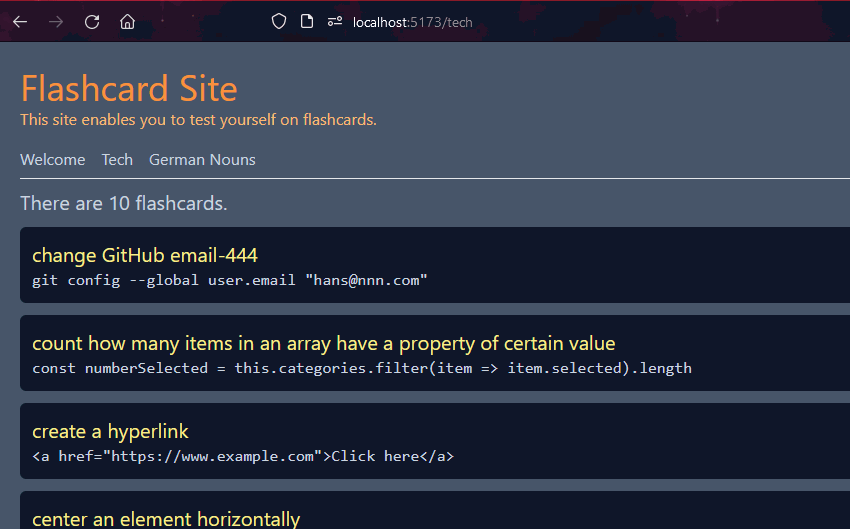 localhost:5173/tech
Flashcard Site
This site enables you to test yourself on flashcards.
Welcome Tech German Nouns
There are 10 flashcards.
change GitHub email-444
git config --global user.email "hans@nnn.com"
count how many items in an array have a property of certain value
const numberSelected = this.categories.filter(item => item.selected).length
create a hyperlink
<a href="https://www.example.com">Click here</a>
center an element horizontally